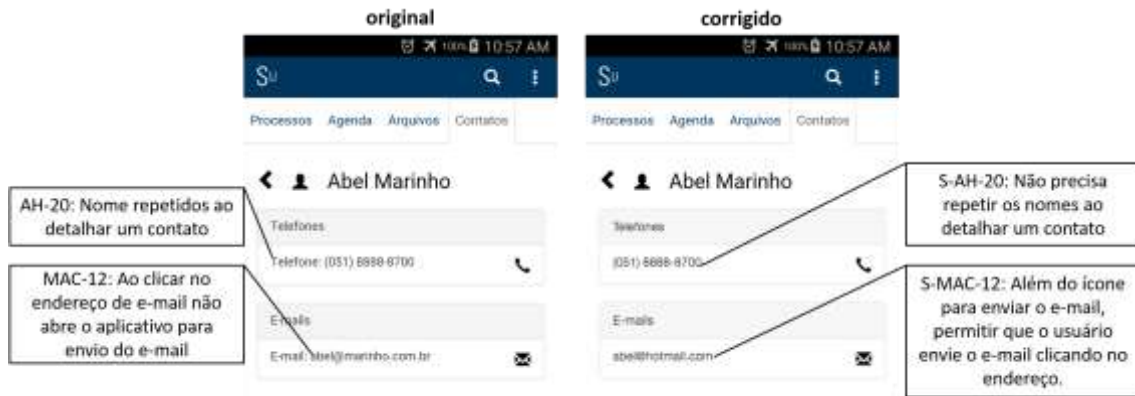 original
corrigido
100% 10:57 AM
100% 10:57 AM
SU
SU
Processos Agenda Arquivos Contatos
Processos Agenda Arquivos Contatos
Abel Marinho
Abel Marinho
AH-20: Nome repetidos ao
detalhar um contato
S-AH-20: Não precisa
repetir os nomes ao
detalhar um contato
Telefones
Telefones
Telefone: (051) 8888-8700
(051) 8888-8700
MAC-12: Ao clicar no
endereço de e-mail não
abre o aplicativo para
envio do e-mail
S-MAC-12: Além do ícone
para enviar o e-mail,
permitir que o usuário
envie o e-mail clicando no
endereço.
E-mails
E-mails
E-mail: abel@marinho.com.br
abel@hotmail.com